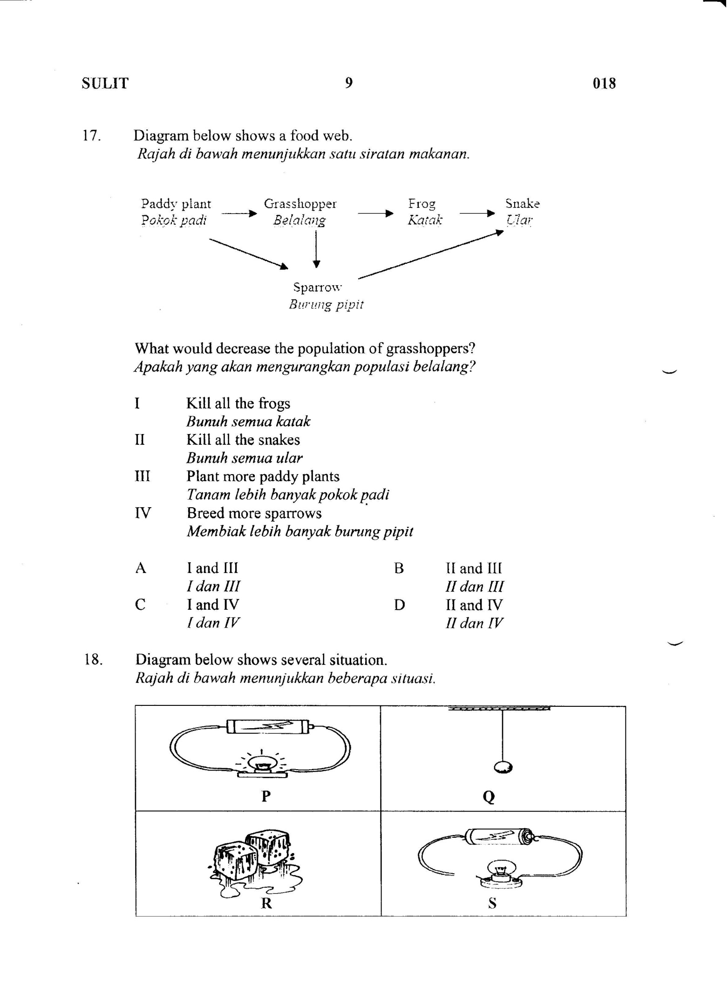 SULIT 9 018
17. Diagram below shows a food web.
Rajah di bawah menunjukkan satu siratan makanan.
Paddy plant Grasshopper Frog Snake
Pokok padi Belalang Katak Ular
Sparrow
Burung pipit
What would decrease the population of grasshoppers?
Apakah yang akan mengurangkan populasi belalang?
I Kill all the frogs
Bunuh semua katak
II Kill all the snakes
Bunuh semua ular
III Plant more paddy plants
Tanam lebih banyak pokok padi
IV Breed more sparrows
Membiak lebih banyak burung pipit
A I and III B II and III
I dan III II dan III
C I and IV D II and IV
I dan IV II dan IV
18. Diagram below shows several situation.
Rajah di bawah menunjukkan beberapa situasi.
P Q
R S